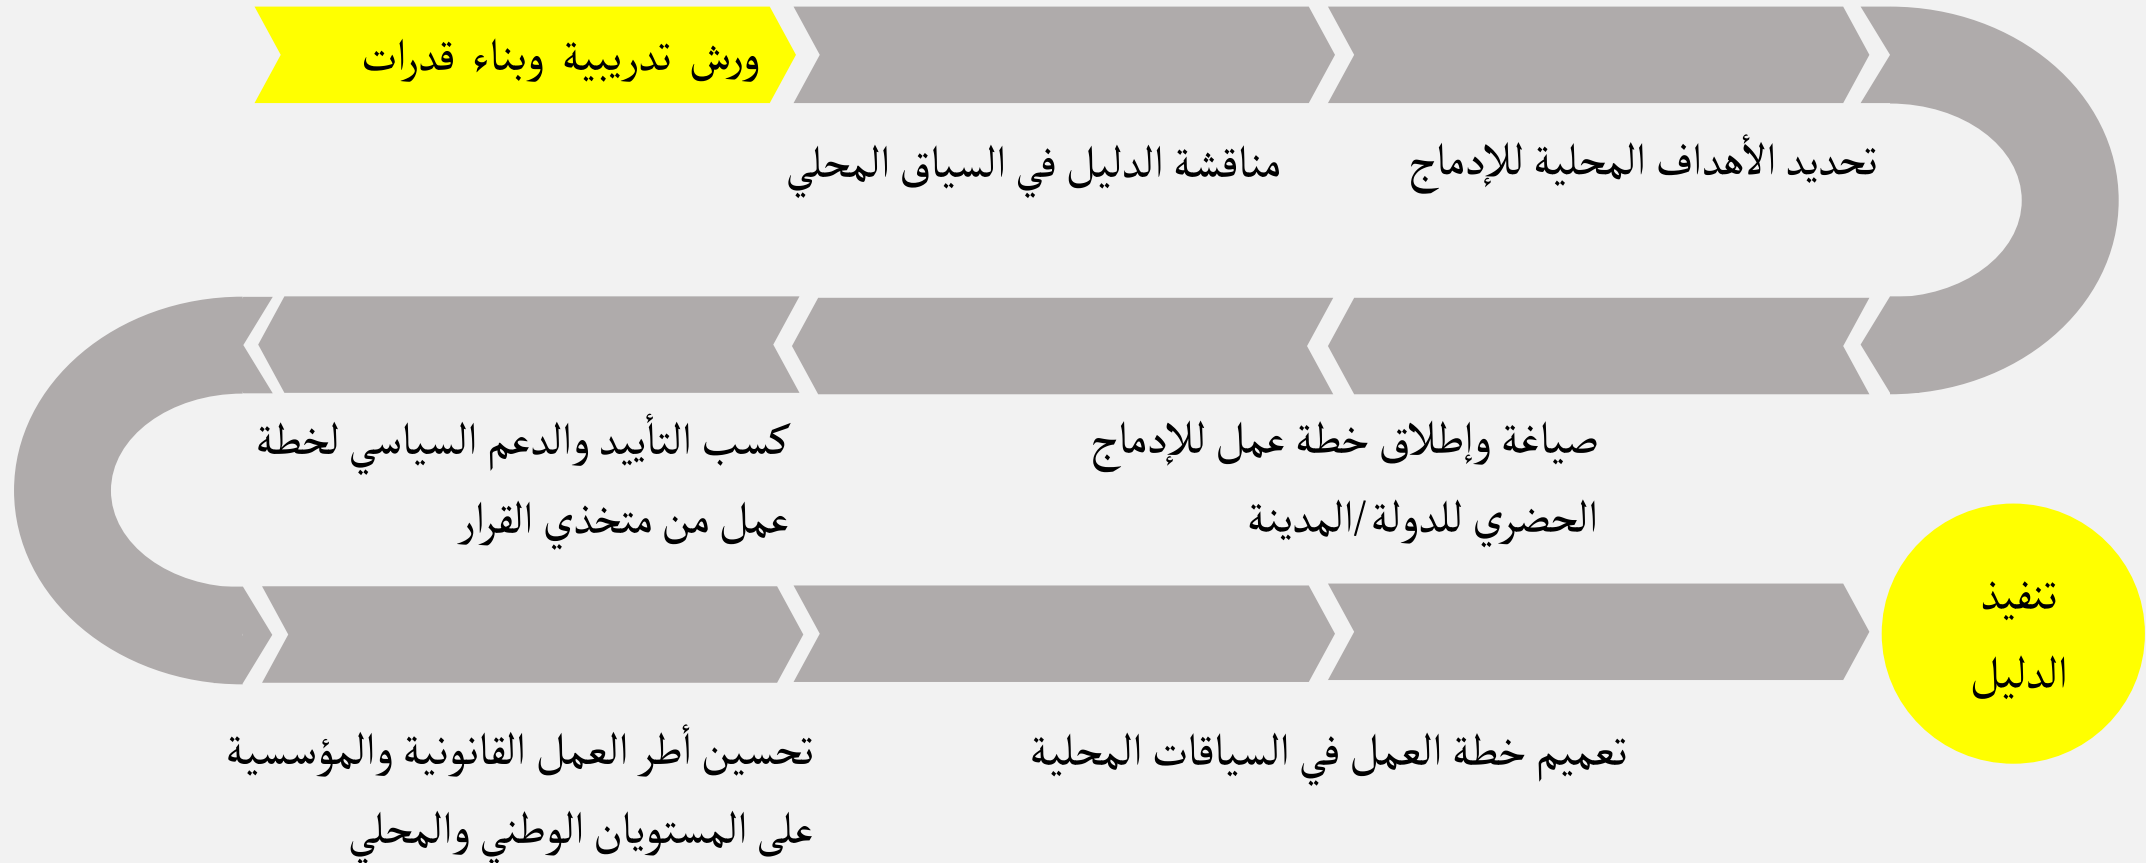 ورش تدريبية وبناء قدرات
مناقشة الدليل في السياق المحلي
تحديد الأهداف المحلية للإدماج
صياغة وإطلاق خطة عمل للإدماج
الحضري للدولة/المدينة
كسب التأييد والدعم السياسي لخطة
عمل من متخذي القرار
تحسين أطر العمل القانونية والمؤسسية
على المستويان الوطني والمحلي
تعميم خطة العمل في السياقات المحلية
تنفيذ
الدليل